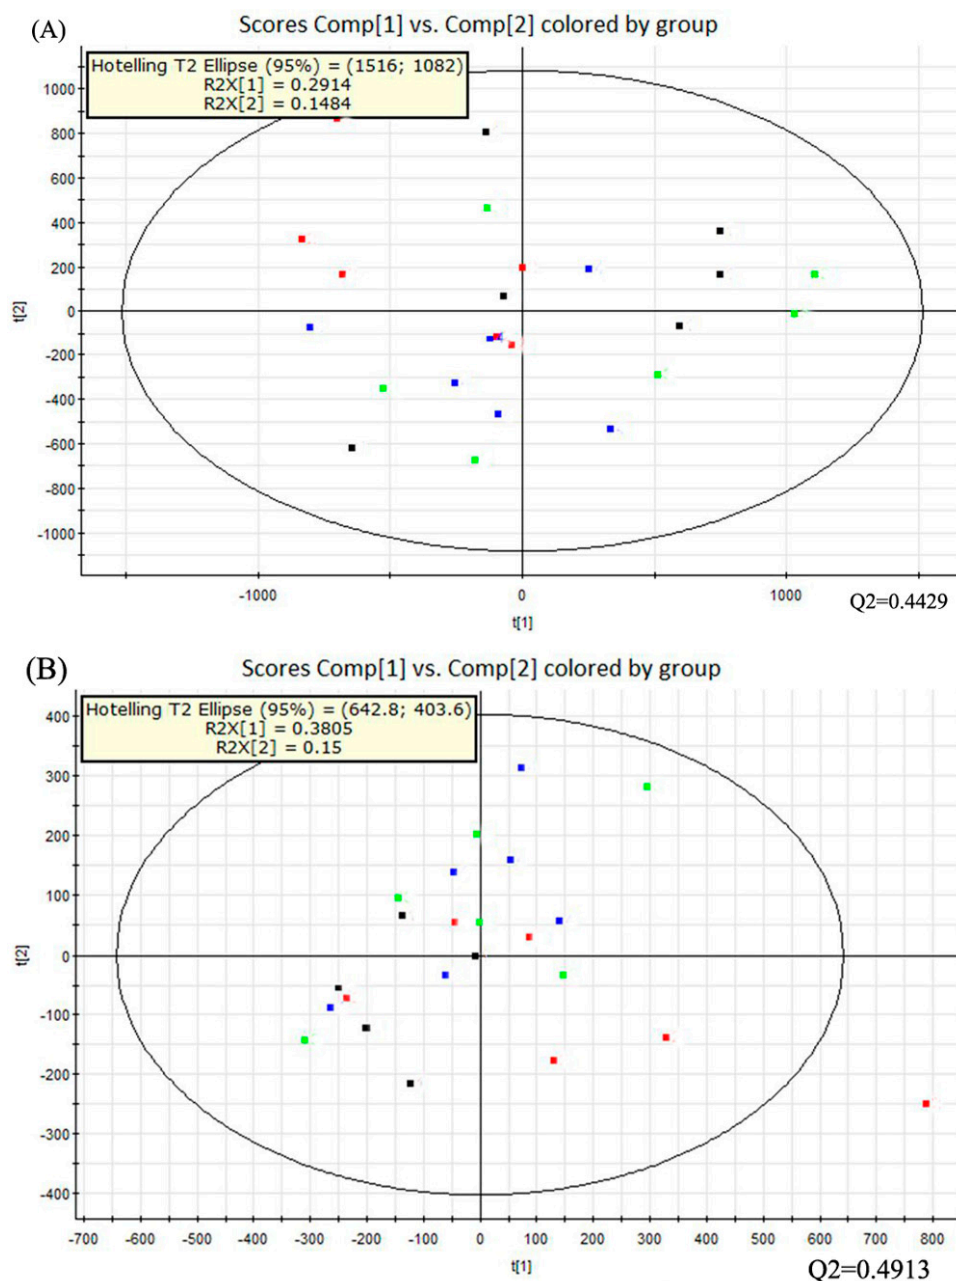 (A)
Scores Comp[1] vs. Comp[2] colored by group
Hotelling T2 Ellipse (95%) = (1516; 1082)
R2X[1] = 0.2914
R2X[2] = 0.1484
1000
800
600
400
200
0
-200
-400
-600
-800
-1000
t[2]
-1000
0
1000
t[1]
Q2=0.4429
(B)
Scores Comp[1] vs. Comp[2] colored by group
Hotelling T2 Ellipse (95%) = (642.8; 403.6)
R2X[1] = 0.3805
R2X[2] = 0.15
400
300
200
100
0
-100
-200
-300
-400
t[2]
-700 -600 -500 -400 -300 -200 -100 0 100 200 300 400 500 600 700 800
t[1]
Q2=0.4913